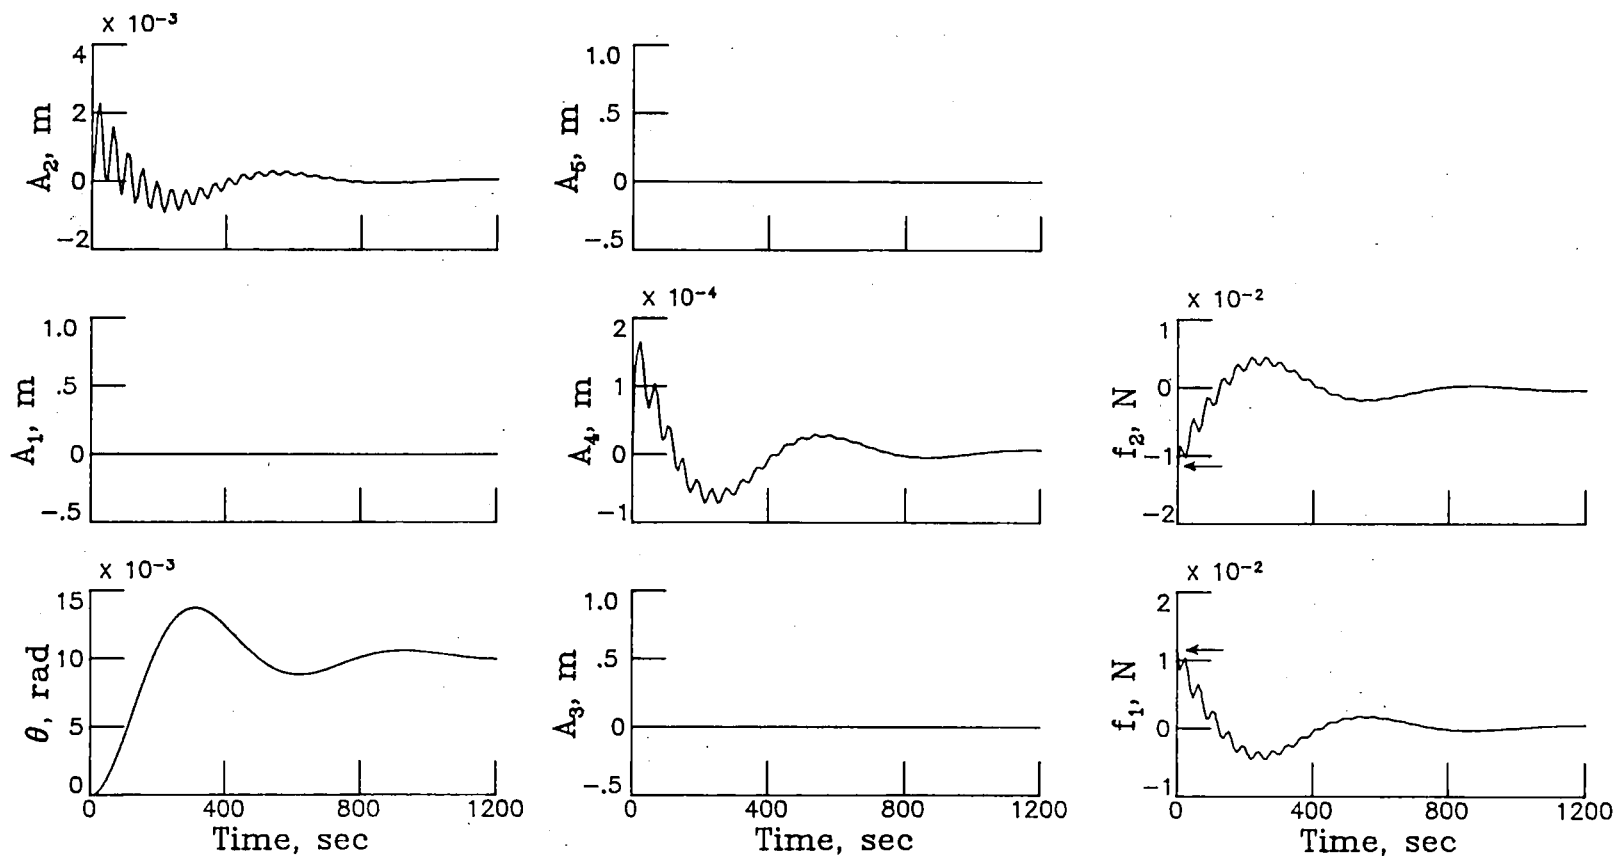 X 10⁻³
4
2
0
−2
A₂, m
1.0
.5
0
−.5
A₅, m
1.0
.5
0
−.5
A₁, m
X 10⁻⁴
2
1
0
−1
A₄, m
X 10⁻²
1
0
−1
−2
f₂, N
X 10⁻³
15
10
5
0
θ, rad
0 400 800 1200
Time, sec
1.0
.5
0
−.5
A₃, m
0 400 800 1200
Time, sec
X 10⁻²
2
1
0
−1
f₁, N
0 400 800 1200
Time, sec